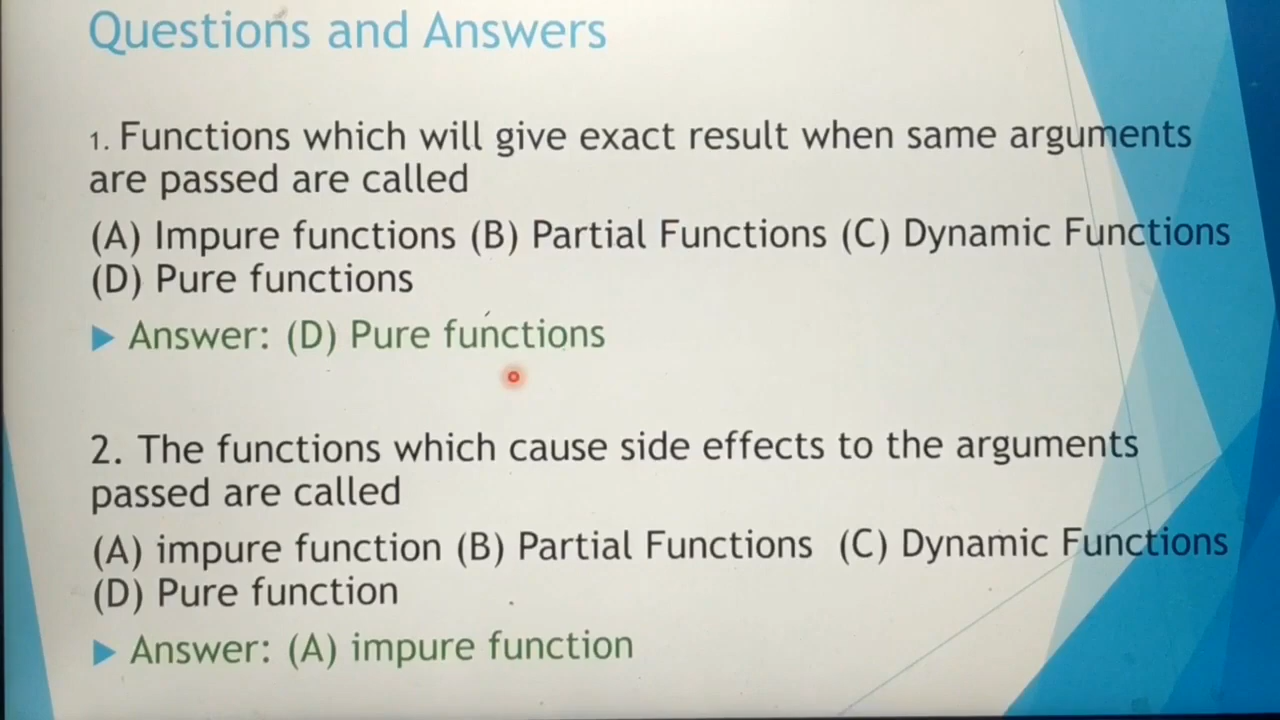 Questions and Answers
1. Functions which will give exact result when same arguments
are passed are called
(A) Impure functions (B) Partial Functions (C) Dynamic Functions
(D) Pure functions
Answer: (D) Pure functions
2. The functions which cause side effects to the arguments
passed are called
(A) impure function (B) Partial Functions (C) Dynamic Functions
(D) Pure function
Answer: (A) impure function